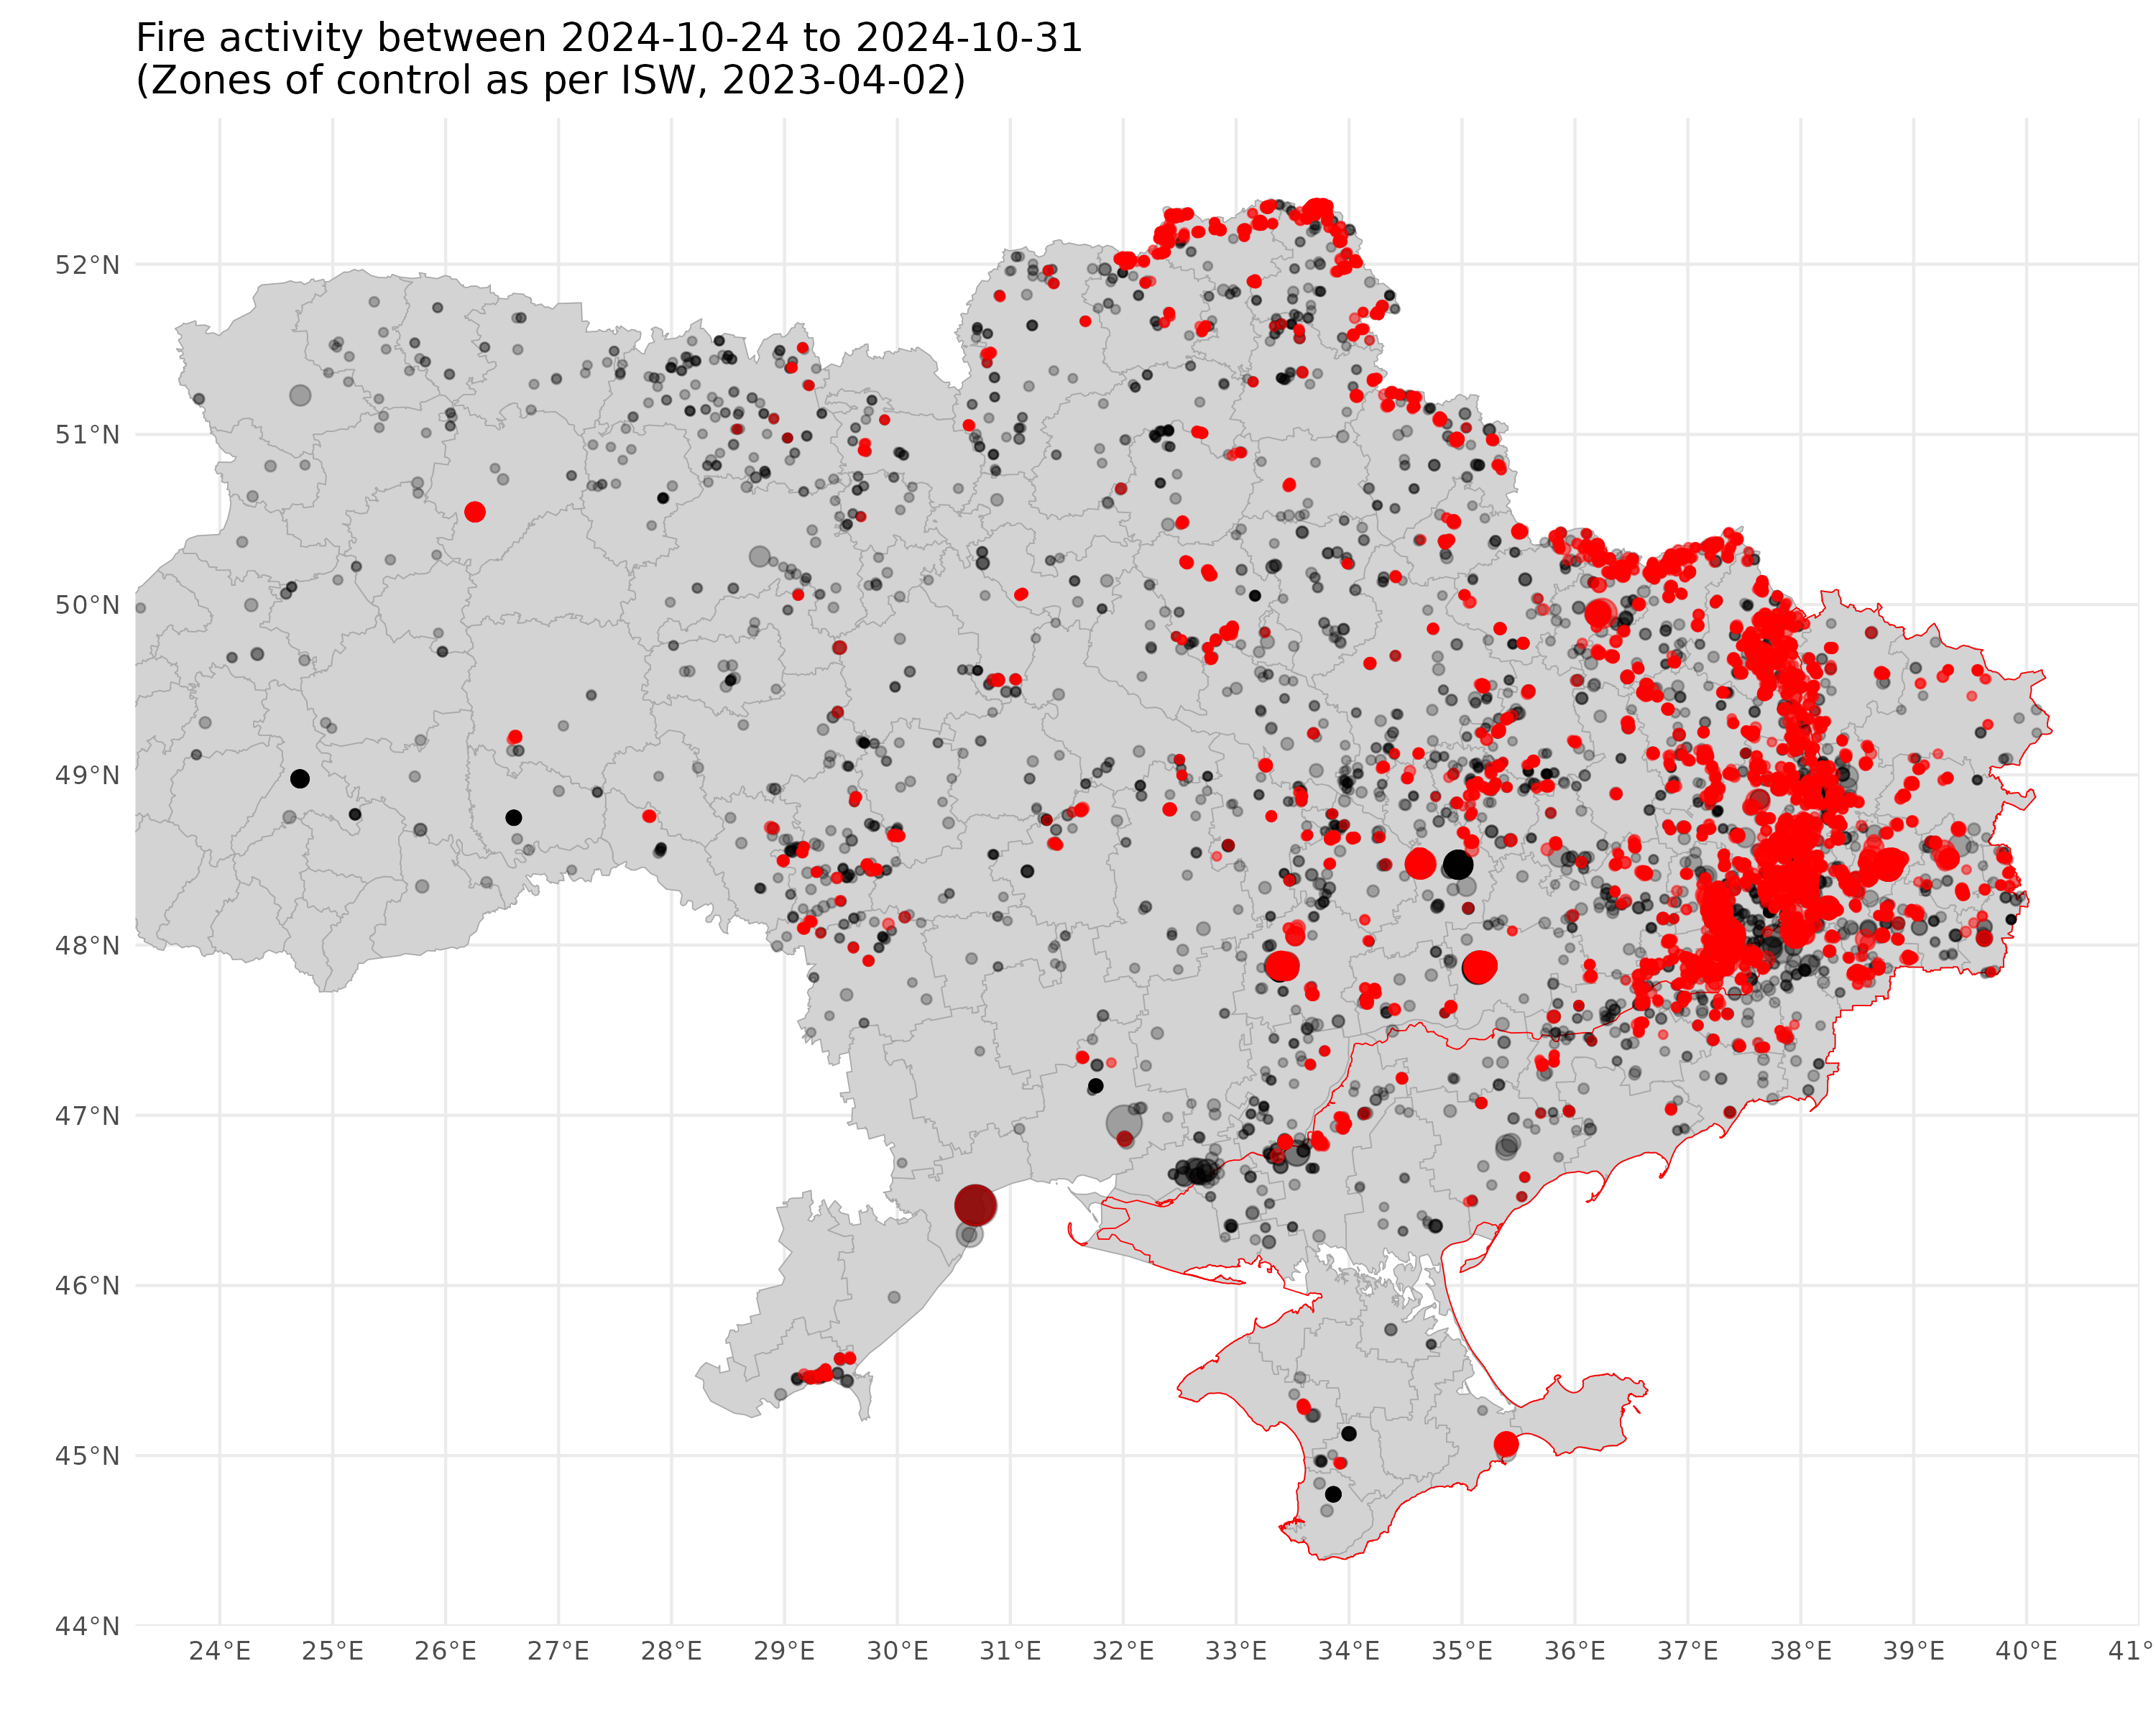 Fire activity between 2024-10-24 to 2024-10-31
(Zones of control as per ISW, 2023-04-02)
52°N
51°N
50°N
49°N
48°N
47°N
46°N
45°N
44°N
24°E 25°E 26°E 27°E 28°E 29°E 30°E 31°E 32°E 33°E 34°E 35°E 36°E 37°E 38°E 39°E 40°E 41°